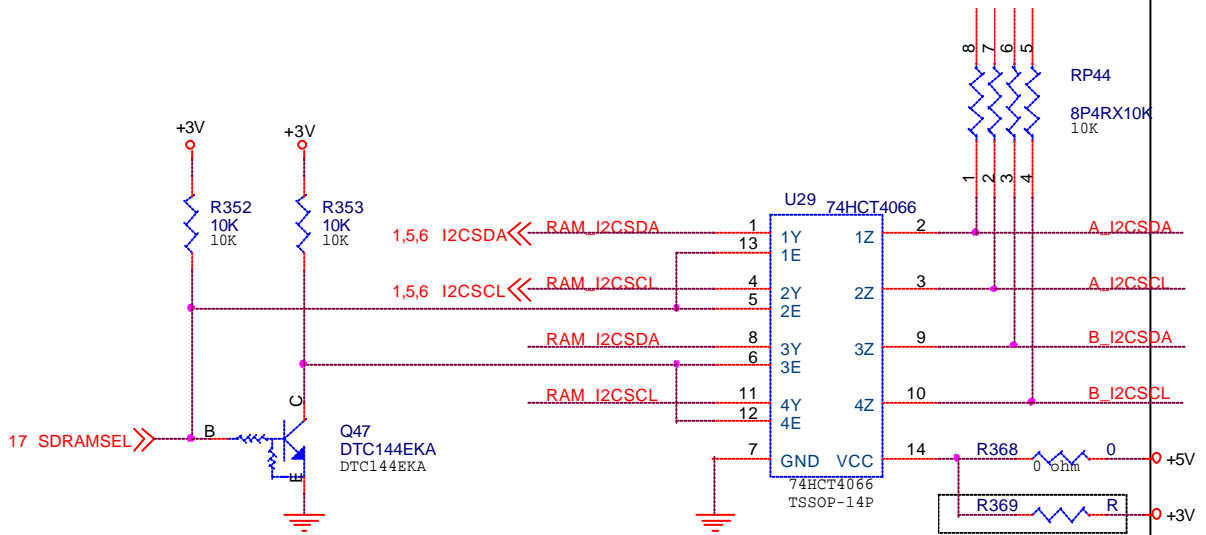 8 7 6 5
RP44
8P4RX10K
10K
1 2 3 4
+3V
+3V
R352
10K
10K
R353
10K
10K
U29
74HCT4066
1,5,6 I2CSDA
RAM_I2CSDA
1
1Y
1Z
2
A_I2CSDA
13
1E
1,5,6 I2CSCL
RAM_I2CSCL
4
2Y
2Z
3
A_I2CSCL
5
2E
RAM_I2CSDA
8
3Y
3Z
9
B_I2CSDA
6
3E
RAM_I2CSCL
11
4Y
4Z
10
B_I2CSCL
12
4E
17 SDRAMSEL
B
C
E
Q47
DTC144EKA
DTC144EKA
7
GND
VCC
14
R368
0
0 ohm
+5V
74HCT4066
TSSOP-14P
R369
R
+3V